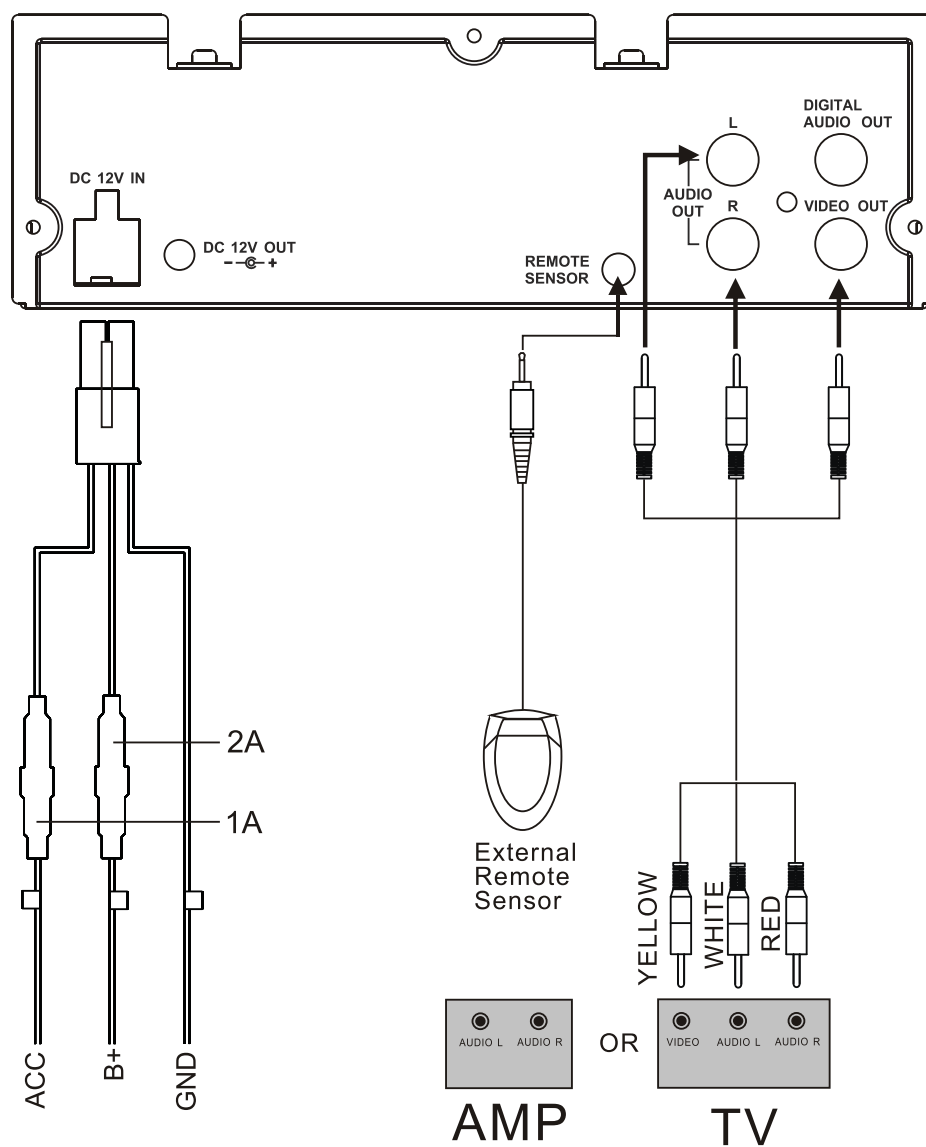 L
DIGITAL
AUDIO OUT
DC 12V IN
AUDIO
OUT
R
VIDEO OUT
DC 12V OUT
- +
REMOTE
SENSOR
2A
1A
External
Remote
Sensor
YELLOW
WHITE
RED
ACC
B+
GND
AUDIO L AUDIO R
OR
VIDEO AUDIO L AUDIO R
AMP
TV